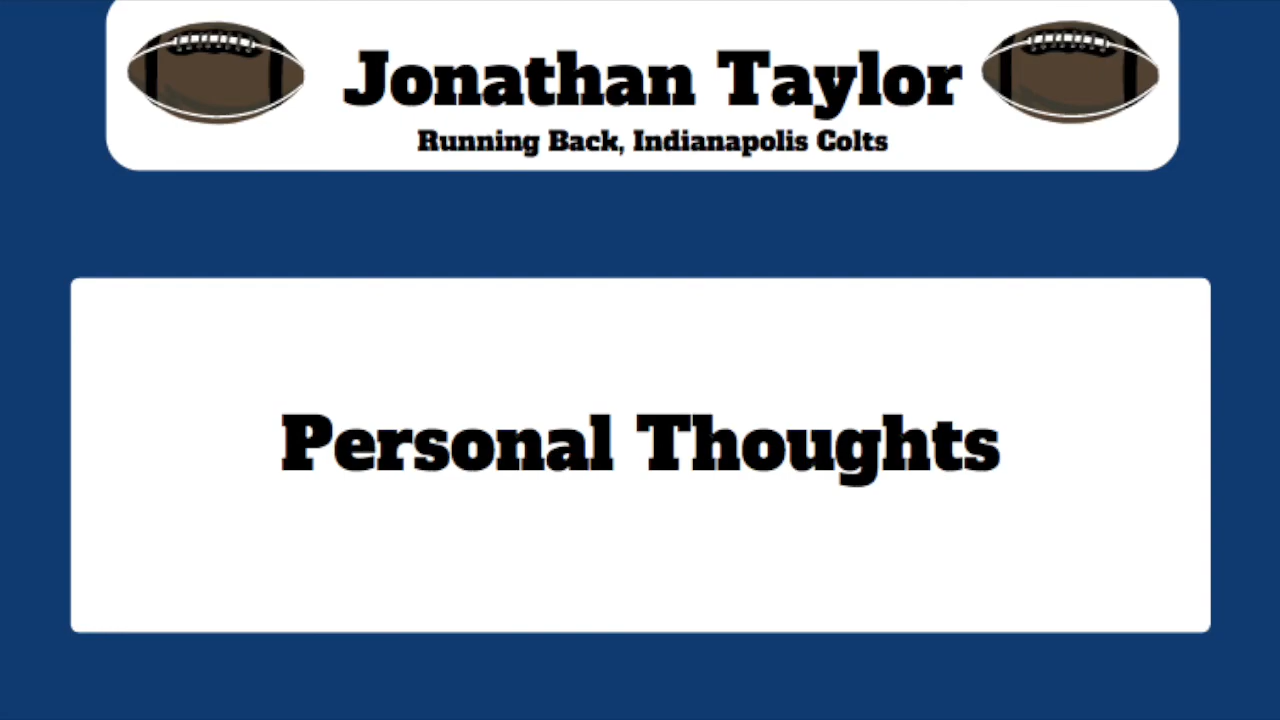 Jonathan Taylor
Running Back, Indianapolis Colts
Personal Thoughts